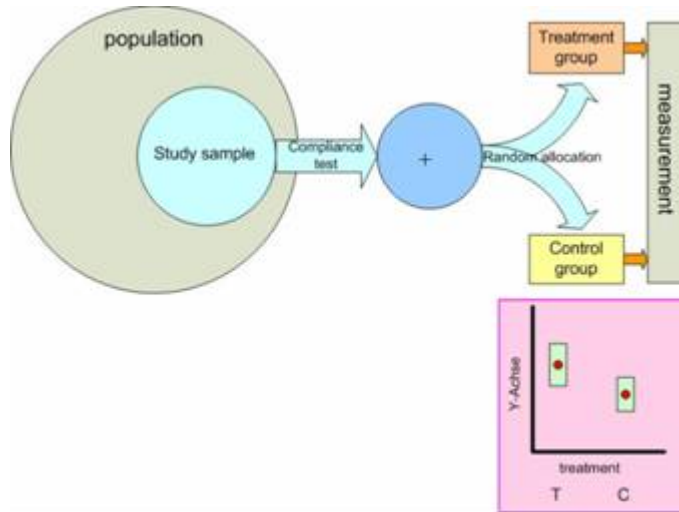 population
Study sample
Compliance
test
+
Random allocation
Treatment
group
Control
group
measurement
Y-Achse
treatment
T C